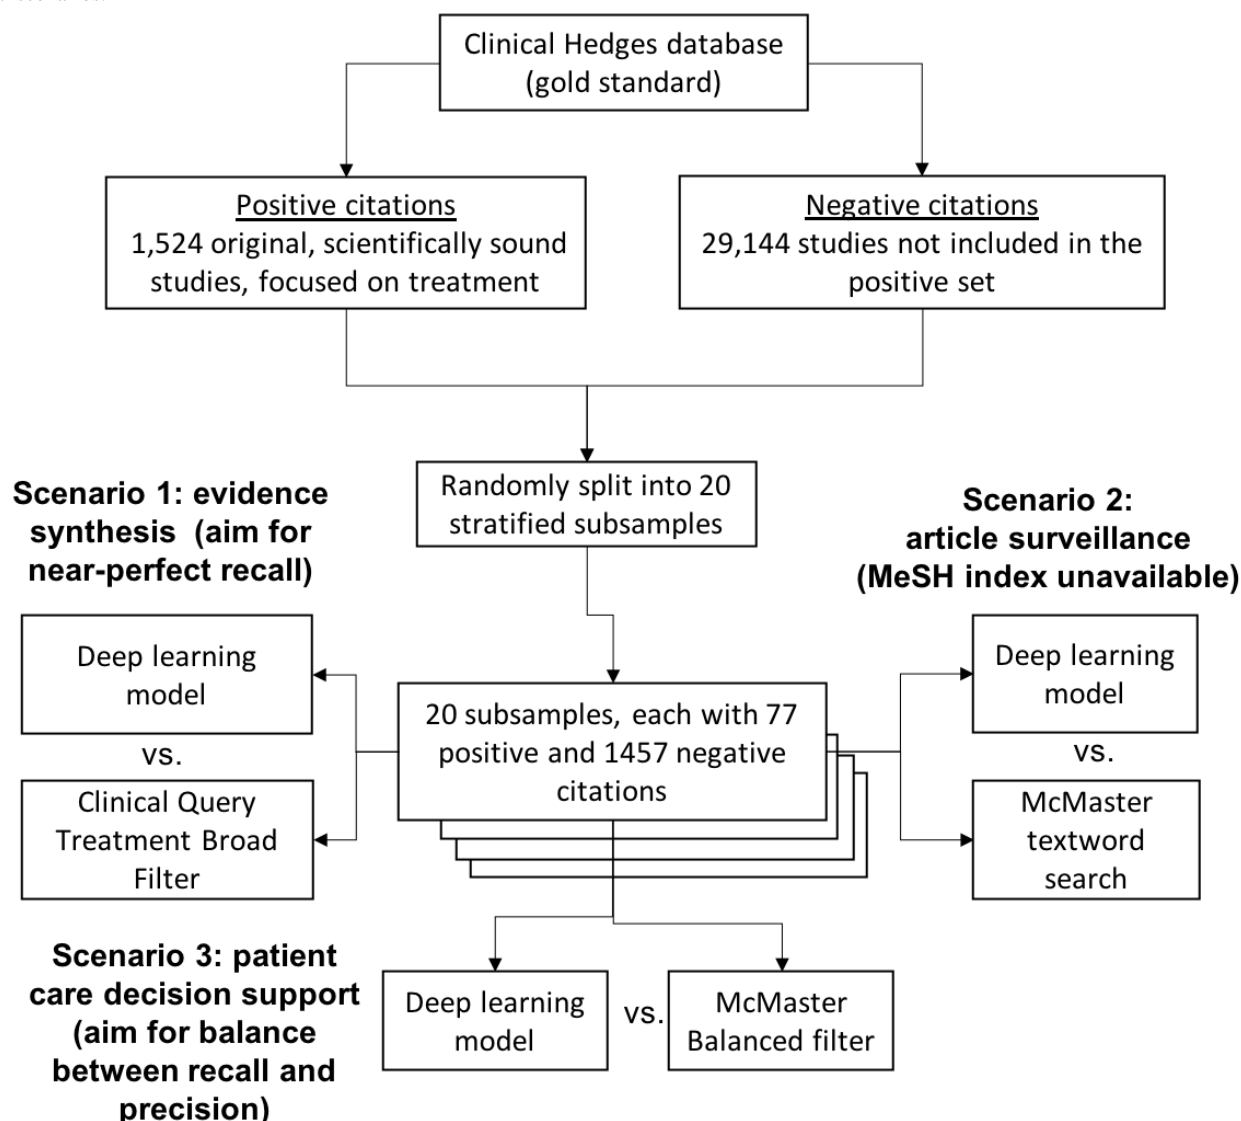 Clinical Hedges database
(gold standard)
Positive citations
1,524 original, scientifically sound
studies, focused on treatment
Negative citations
29,144 studies not included in the
positive set
Randomly split into 20
stratified subsamples
Scenario 1: evidence
synthesis (aim for
near-perfect recall)
Scenario 2:
article surveillance
(MeSH index unavailable)
Deep learning
model
vs.
Clinical Query
Treatment Broad
Filter
20 subsamples, each with 77
positive and 1457 negative
citations
Deep learning
model
vs.
McMaster
textword
search
Scenario 3: patient
care decision support
(aim for balance
between recall and
precision)
Deep learning
model
vs.
McMaster
Balanced filter